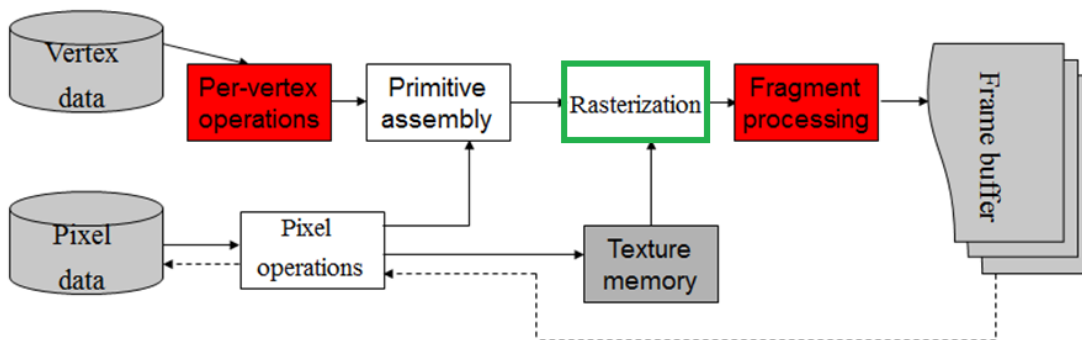 Vertex
data
Per-vertex
operations
Primitive
assembly
Rasterization
Fragment
processing
Frame buffer
Pixel
data
Pixel
operations
Texture
memory